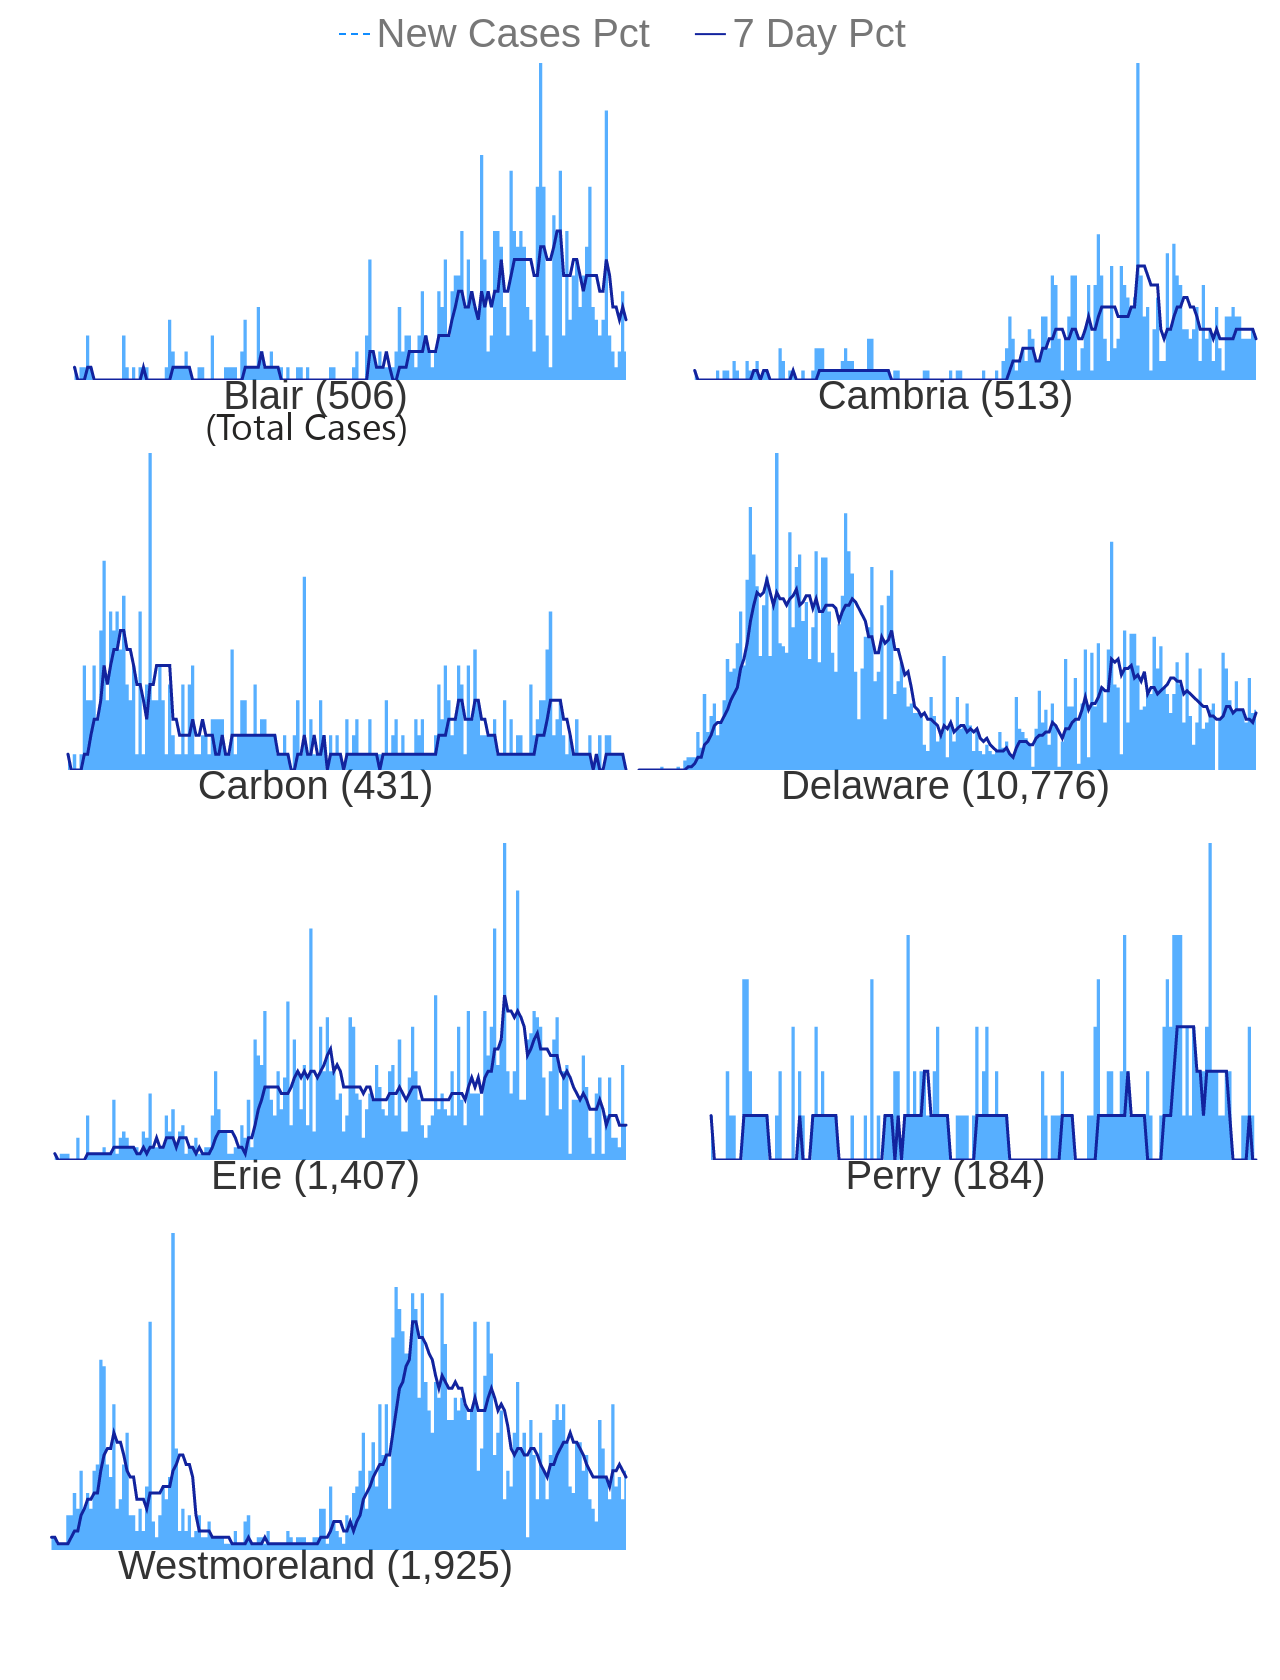 New Cases Pct 7 Day Pct
Blair (506)
(Total Cases)
Cambria (513)
Carbon (431)
Delaware (10,776)
Erie (1,407)
Perry (184)
Westmoreland (1,925)